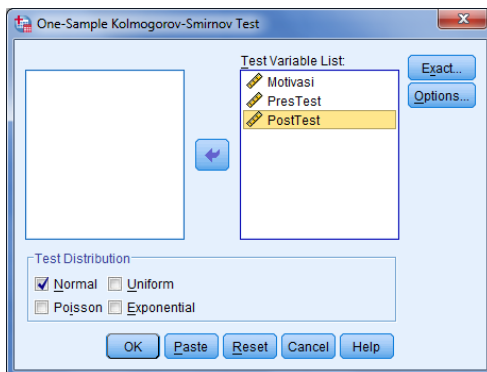 One-Sample Kolmogorov-Smirnov Test
Test Variable List:
Motivasi
PresTest
PostTest
Exact...
Options...
Test Distribution
Normal Uniform
Poisson Exponential
OK Paste Reset Cancel Help